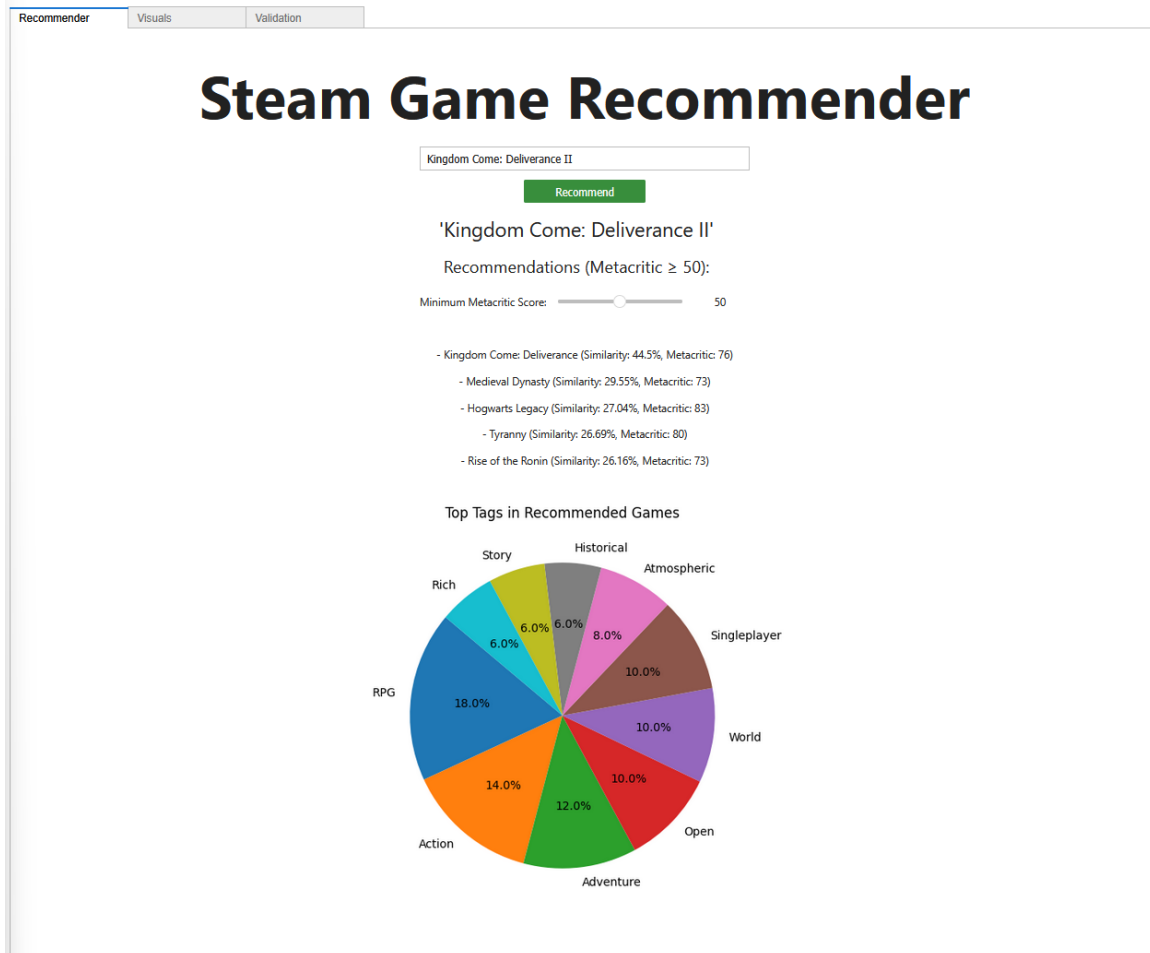 Recommender Visuals Validation
Steam Game Recommender
Kingdom Come: Deliverance II
Recommend
'Kingdom Come: Deliverance II'
Recommendations (Metacritic ≥ 50):
Minimum Metacritic Score: 50
- Kingdom Come: Deliverance (Similarity: 44.5%, Metacritic: 76)
- Medieval Dynasty (Similarity: 29.55%, Metacritic: 73)
- Hogwarts Legacy (Similarity: 27.04%, Metacritic: 83)
- Tyranny (Similarity: 26.69%, Metacritic: 80)
- Rise of the Ronin (Similarity: 26.16%, Metacritic: 73)
Top Tags in Recommended Games
Historical
Story
Atmospheric
Rich
6.0%
6.0%
8.0%
Singleplayer
6.0%
10.0%
RPG
18.0%
10.0%
World
14.0%
10.0%
12.0%
Open
Action
Adventure